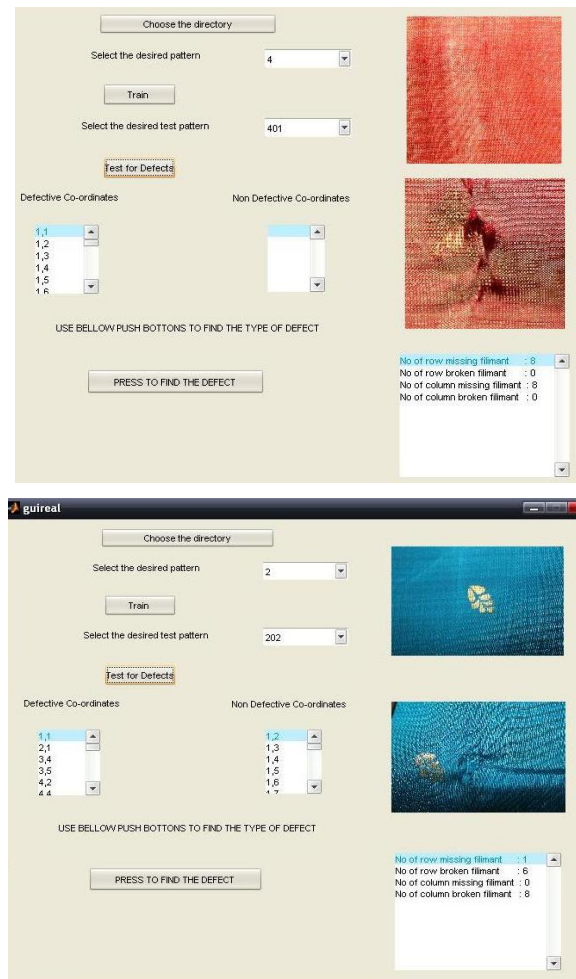 Choose the directory
Select the desired pattern
4
Train
Select the desired test pattern
401
Test for Defects
Defective Co-ordinates
Non Defective Co-ordinates
1,1
1,2
1,3
1,4
1,5
1,6
USE BELLOW PUSH BOTTONS TO FIND THE TYPE OF DEFECT
PRESS TO FIND THE DEFECT
No of row missing filimant : 8
No of row broken filimant : 0
No of column missing filimant : 8
No of column broken filimant : 0
guireal
Choose the directory
Select the desired pattern
2
Train
Select the desired test pattern
202
Test for Defects
Defective Co-ordinates
Non Defective Co-ordinates
1,1
2,1
3,4
3,5
4,2
4,4
1,2
1,3
1,4
1,5
1,6
1,7
USE BELLOW PUSH BOTTONS TO FIND THE TYPE OF DEFECT
PRESS TO FIND THE DEFECT
No of row missing filimant : 1
No of row broken filimant : 6
No of column missing filimant : 0
No of column broken filimant : 8